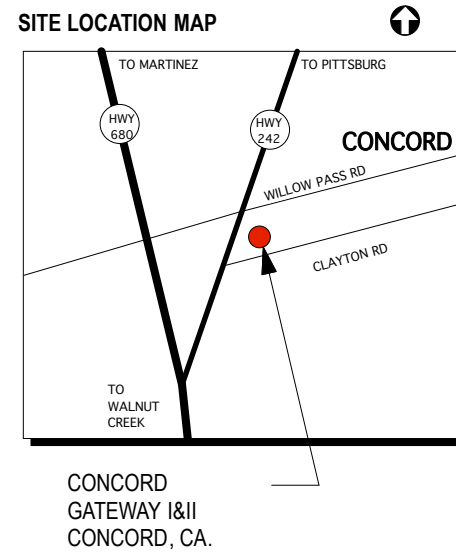 SITE LOCATION MAP
TO MARTINEZ
TO PITTSBURG
HWY
680
HWY
242
CONCORD
WILLOW PASS RD
CLAYTON RD
TO
WALNUT
CREEK
CONCORD
GATEWAY I&II
CONCORD, CA.